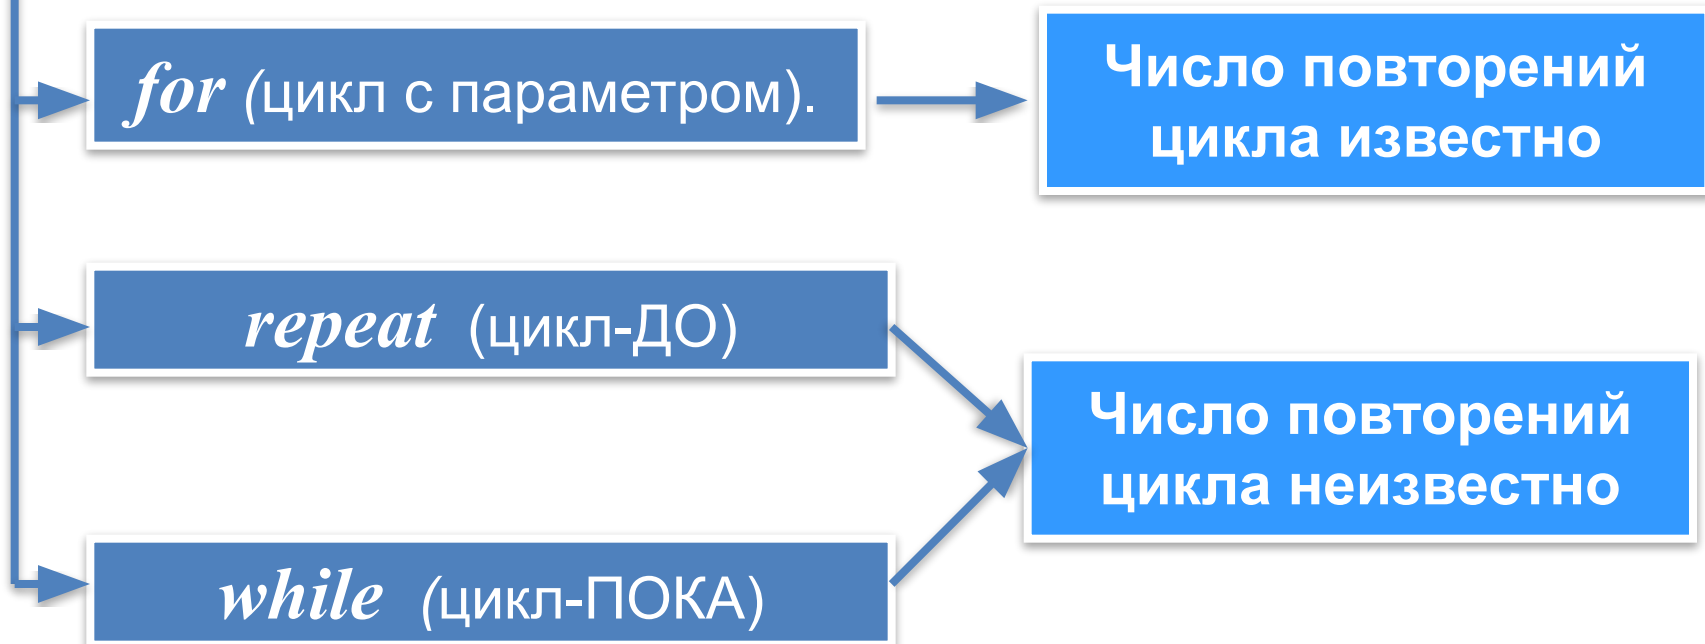 for (цикл с параметром).
Число повторений
цикла известно
repeat (цикл-ДО)
Число повторений
цикла неизвестно
while (цикл-ПОКА)